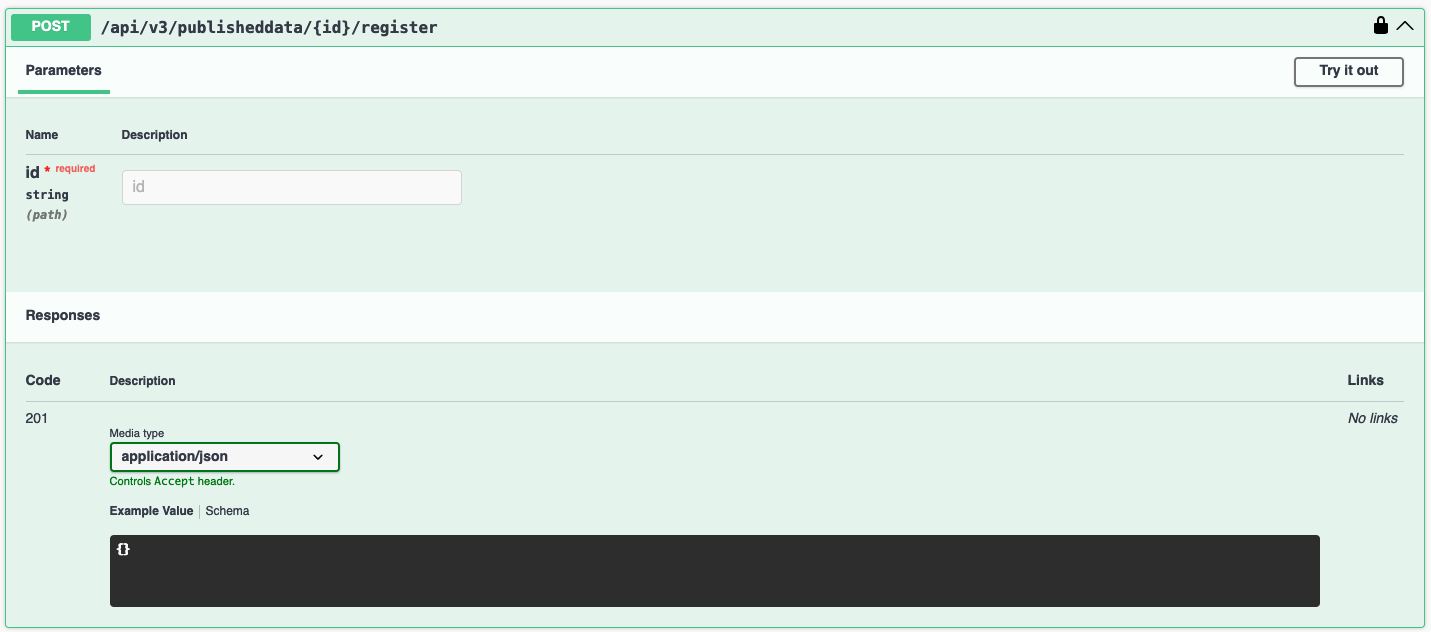 POST /api/v3/publisheddata/{id}/register
Parameters
Try it out
Name Description
id * required
string
(path)
id
Responses
Code Description Links
201 No links
Media type
application/json
Controls Accept header.
Example Value | Schema
{}